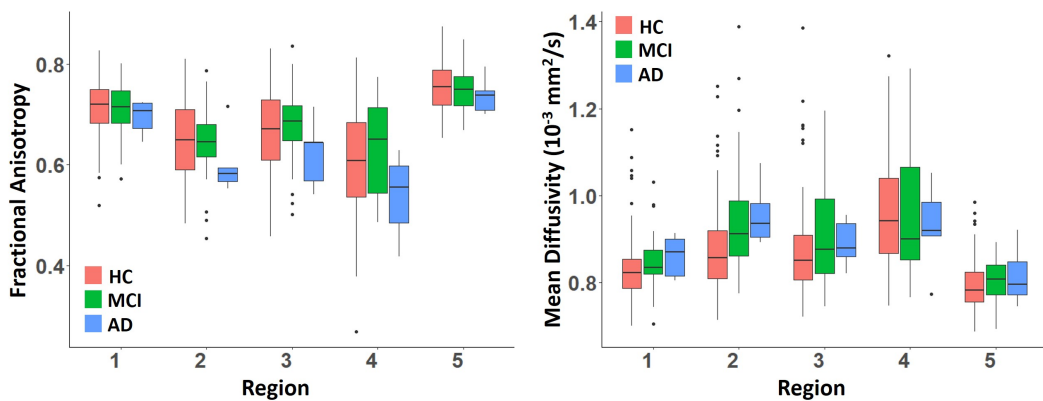 Fractional Anisotropy
0.8
0.6
0.4
HC
MCI
AD
1 2 3 4 5
Region
Mean Diffusivity (10⁻³ mm²/s)
1.4
1.2
1.0
0.8
HC
MCI
AD
1 2 3 4 5
Region